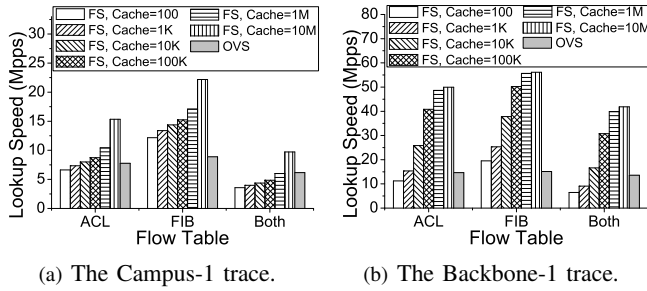 FS, Cache=100
FS, Cache=1K
FS, Cache=10K
FS, Cache=100K
FS, Cache=1M
FS, Cache=10M
OVS
Lookup Speed (Mpps)
30
25
20
15
10
5
0
ACL
FIB
Both
Flow Table
(a) The Campus-1 trace.
FS, Cache=100
FS, Cache=1K
FS, Cache=10K
FS, Cache=100K
FS, Cache=1M
FS, Cache=10M
OVS
Lookup Speed (Mpps)
80
70
60
50
40
30
20
10
0
ACL
FIB
Both
Flow Table
(b) The Backbone-1 trace.